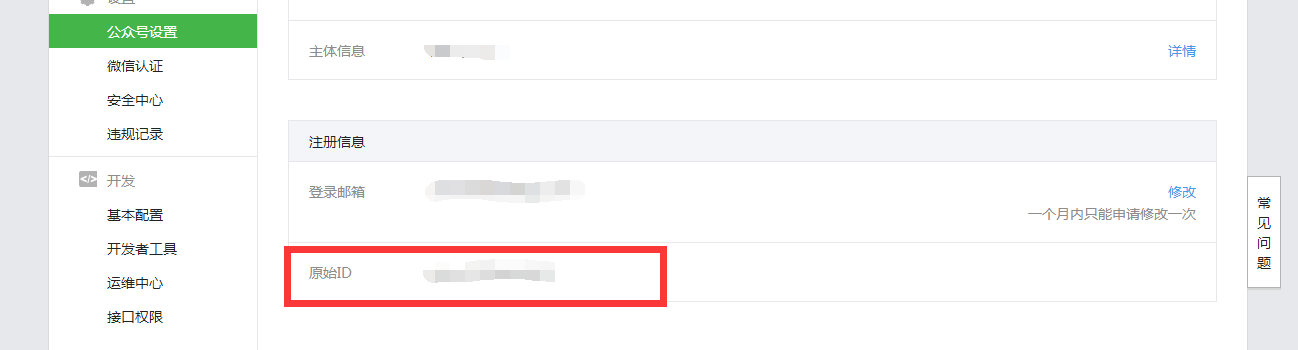 设置
公众号设置
微信认证
安全中心
违规记录
</> 开发
基本配置
开发者工具
运维中心
接口权限
主体信息 详情
注册信息
登录邮箱 修改
一个月内只能申请修改一次
原始ID
常见问题